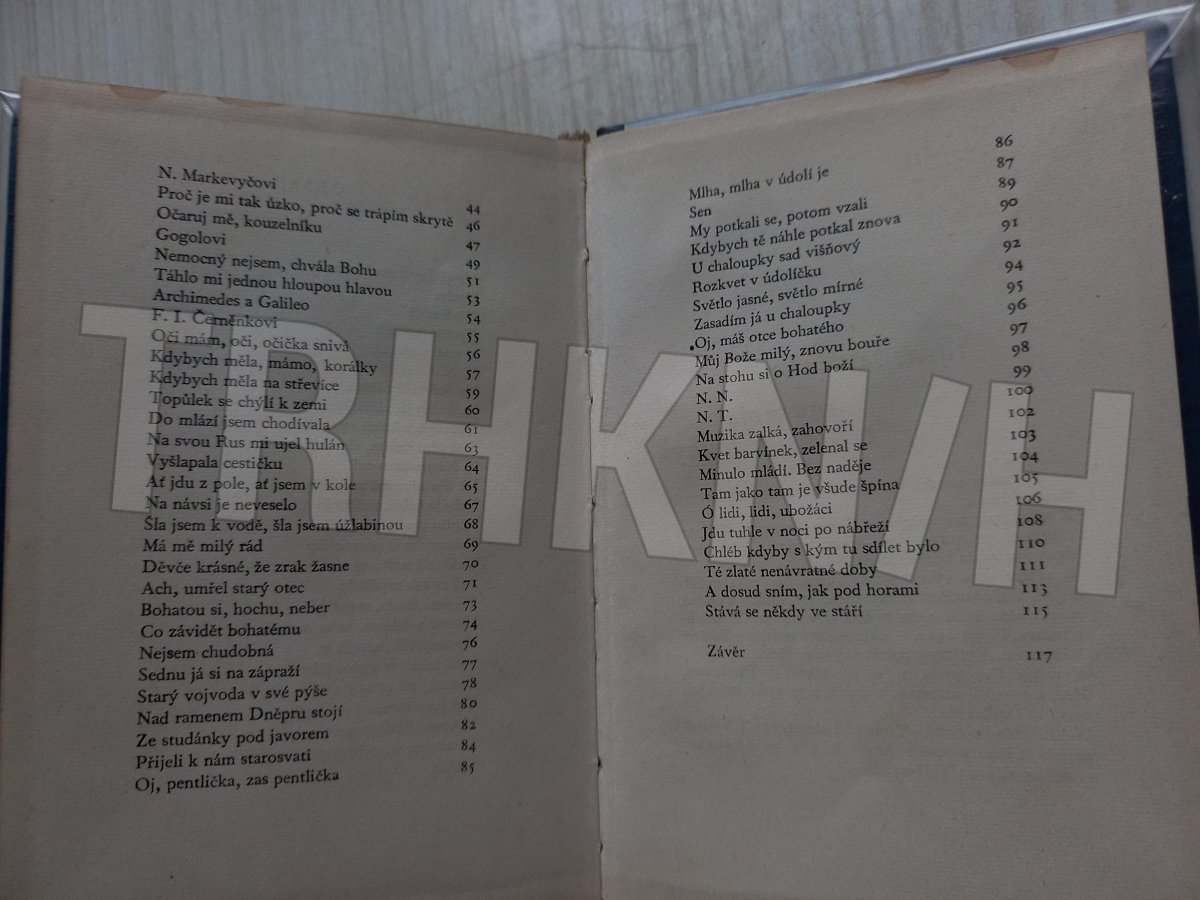 N. Markevyčovi 44
Proč je mi tak úzko, proč se trápím skrytě 46
Očaruj mě, kouzelníku 47
Gogolovi 49
Nemocný nejsem, chvála Bohu 51
Táhlo mi jednou hloupou hlavou 53
Archimedes a Galileo 54
F. I. Černěnkovi 55
Oči mám, oči, očička snivá 56
Kdybych měla, mámo, korálky 57
Kdybych měla na střevíce 59
Topůlek se chýlí k zemi 60
Do mlází jsem chodívala 61
Na svou Rus mi ujel hulán 63
Vyšlapala cestičku 64
Ať jdu z pole, ať jsem v kole 65
Na návsi je neveselo 67
Šla jsem k vodě, šla jsem úžlabinou 68
Má mě milý rád 69
Děvče krásné, že zrak žasne 70
Ach, umřel starý otec 71
Bohatou si, hochu, neber 73
Co závidět bohatému 74
Nejsem chudobná 76
Sednu já si na zápraží 77
Starý vojvoda v své pýše 78
Nad ramenem Dněpru stojí 80
Ze studánky pod javorem 82
Přijeli k nám starosvati 84
Oj, pentlička, zas pentlička 85
Mlha, mlha v údolí je 86
Sen 87
My potkali se, potom vzali 89
Kdybych tě náhle potkal znova 90
U chaloupky sad višňový 91
Rozkvet v údolíčku 92
Světlo jasné, světlo mírné 94
Zasadím já u chaloupky 95
Oj, máš otce bohatého 96
Můj Bože milý, znovu bouře 97
Na stohu si o Hod boží 98
N. N. 99
N. T. 100
Muzika zalká, zahovoří 102
Kvet barvínek, zelenal se 103
Minulo mládí. Bez naděje 104
Tam jako tam je všude špína 105
Ó lidi, lidi, ubožáci 106
Jdu tuhle v noci po nábřeží 108
Chléb kdyby s kým tu sdílet bylo 110
Té zlaté nenávratné doby 111
A dosud sním, jak pod horami 113
Stává se někdy ve stáří 115
Závěr 117
TRHKNIH